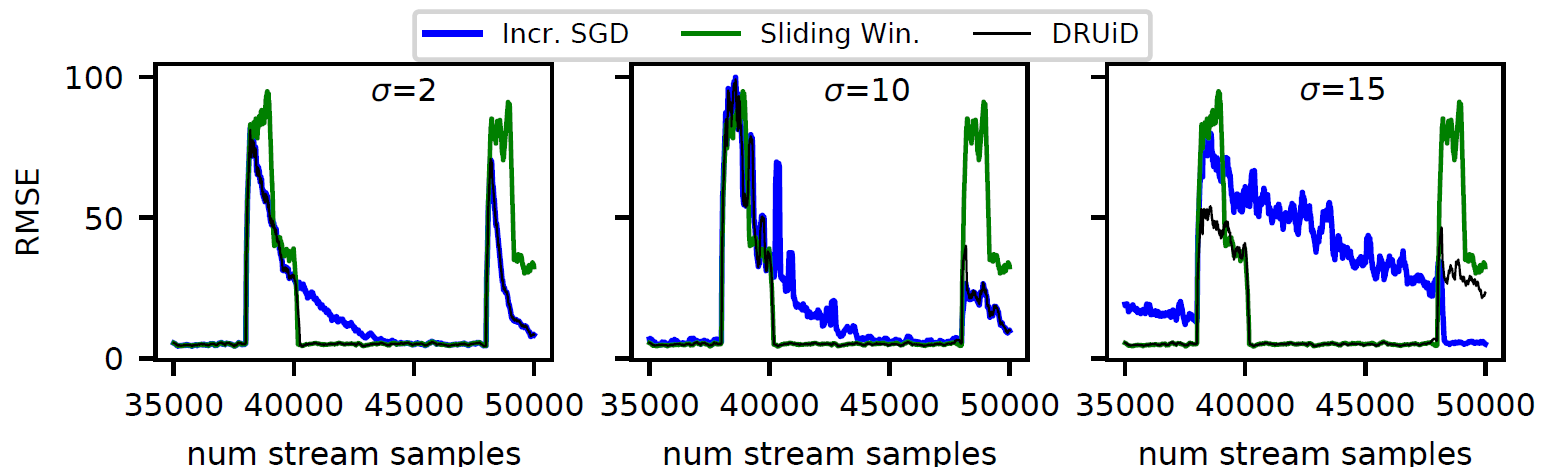 Incr. SGD Sliding Win. DRUiD
RMSE
100
50
0
σ=2
σ=10
σ=15
35000 40000 45000 50000 35000 40000 45000 50000 35000 40000 45000 50000
num stream samples num stream samples num stream samples